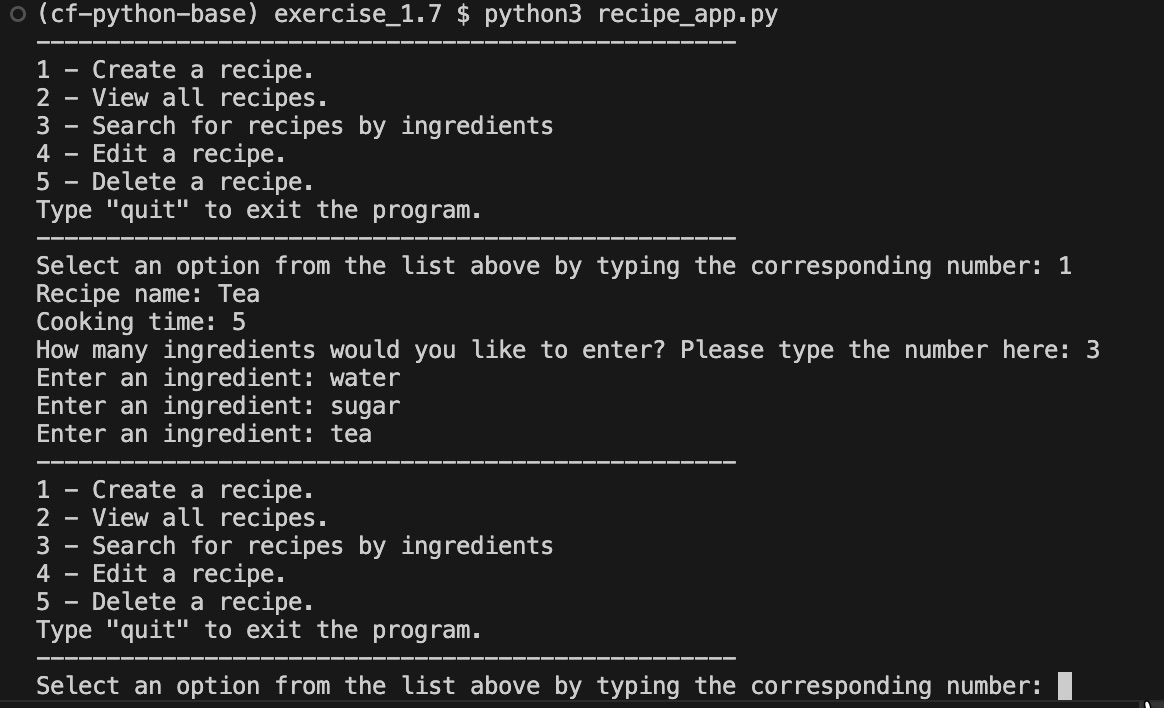 (cf-python-base) exercise_1.7 $ python3 recipe_app.py
--------------------------------------------------
1 - Create a recipe.
2 - View all recipes.
3 - Search for recipes by ingredients
4 - Edit a recipe.
5 - Delete a recipe.
Type "quit" to exit the program.
--------------------------------------------------
Select an option from the list above by typing the corresponding number: 1
Recipe name: Tea
Cooking time: 5
How many ingredients would you like to enter? Please type the number here: 3
Enter an ingredient: water
Enter an ingredient: sugar
Enter an ingredient: tea
--------------------------------------------------
1 - Create a recipe.
2 - View all recipes.
3 - Search for recipes by ingredients
4 - Edit a recipe.
5 - Delete a recipe.
Type "quit" to exit the program.
--------------------------------------------------
Select an option from the list above by typing the corresponding number: